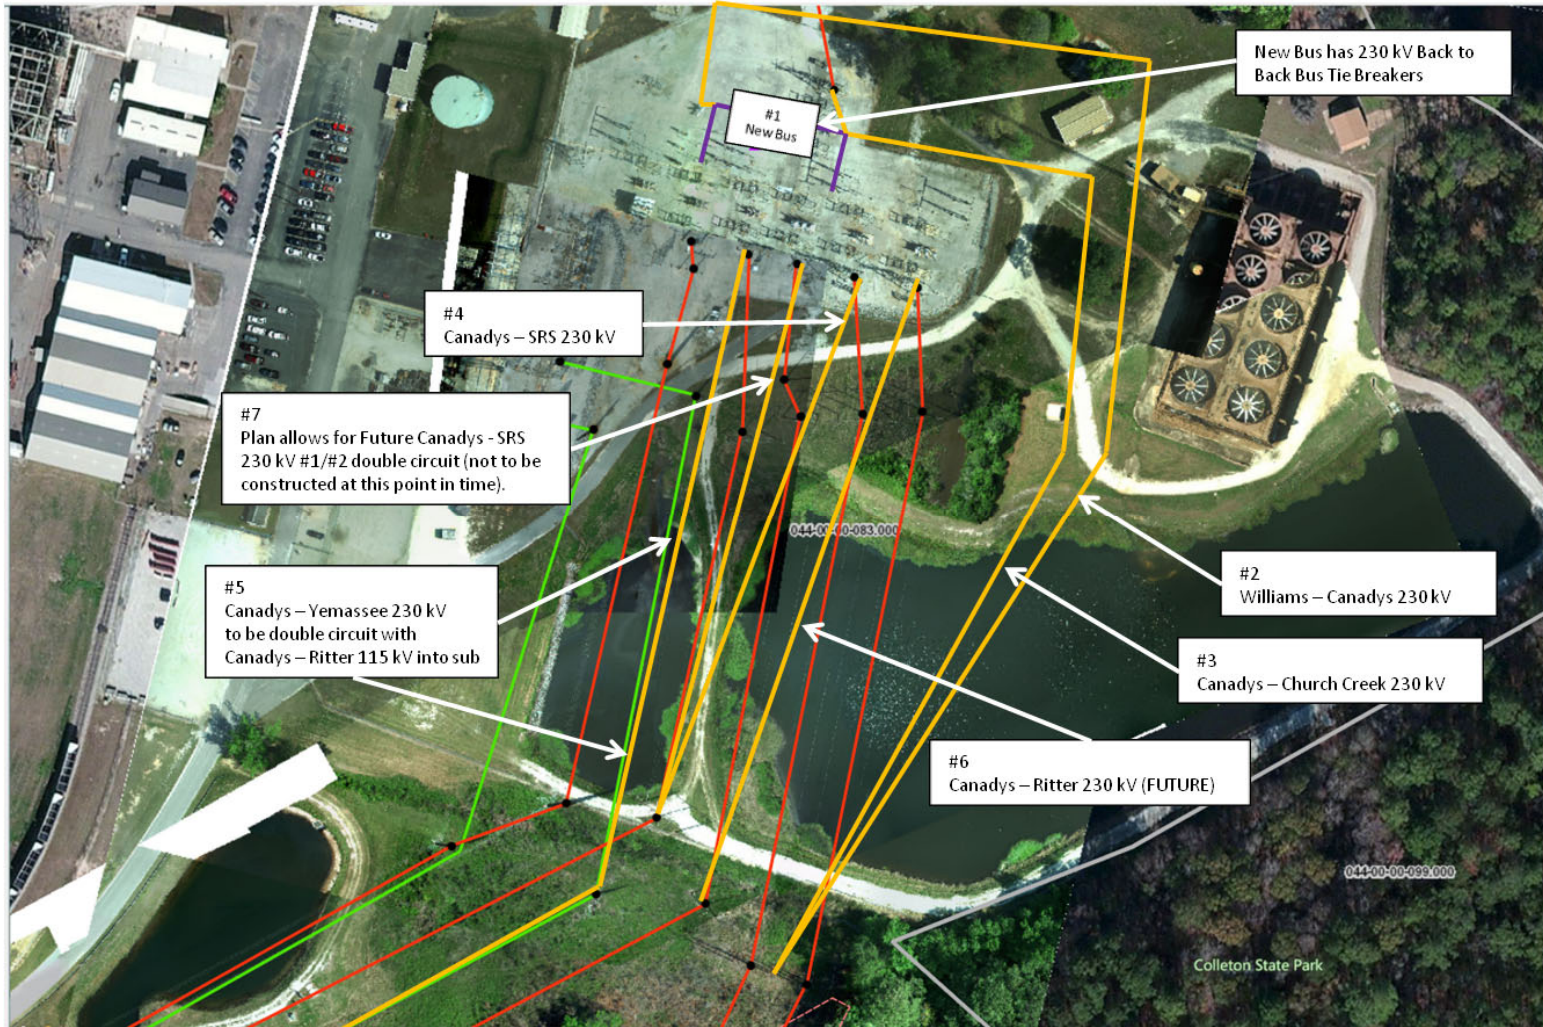 New Bus has 230 kV Back to
Back Bus Tie Breakers
#1
New Bus
#4
Canadys – SRS 230 kV
#7
Plan allows for Future Canadys - SRS
230 kV #1/#2 double circuit (not to be
constructed at this point in time).
#5
Canadys – Yemassee 230 kV
to be double circuit with
Canadys – Ritter 115 kV into sub
044-00-00-083.000
#2
Williams – Canadys 230 kV
#3
Canadys – Church Creek 230 kV
#6
Canadys – Ritter 230 kV (FUTURE)
044-00-00-099.000
Colleton State Park